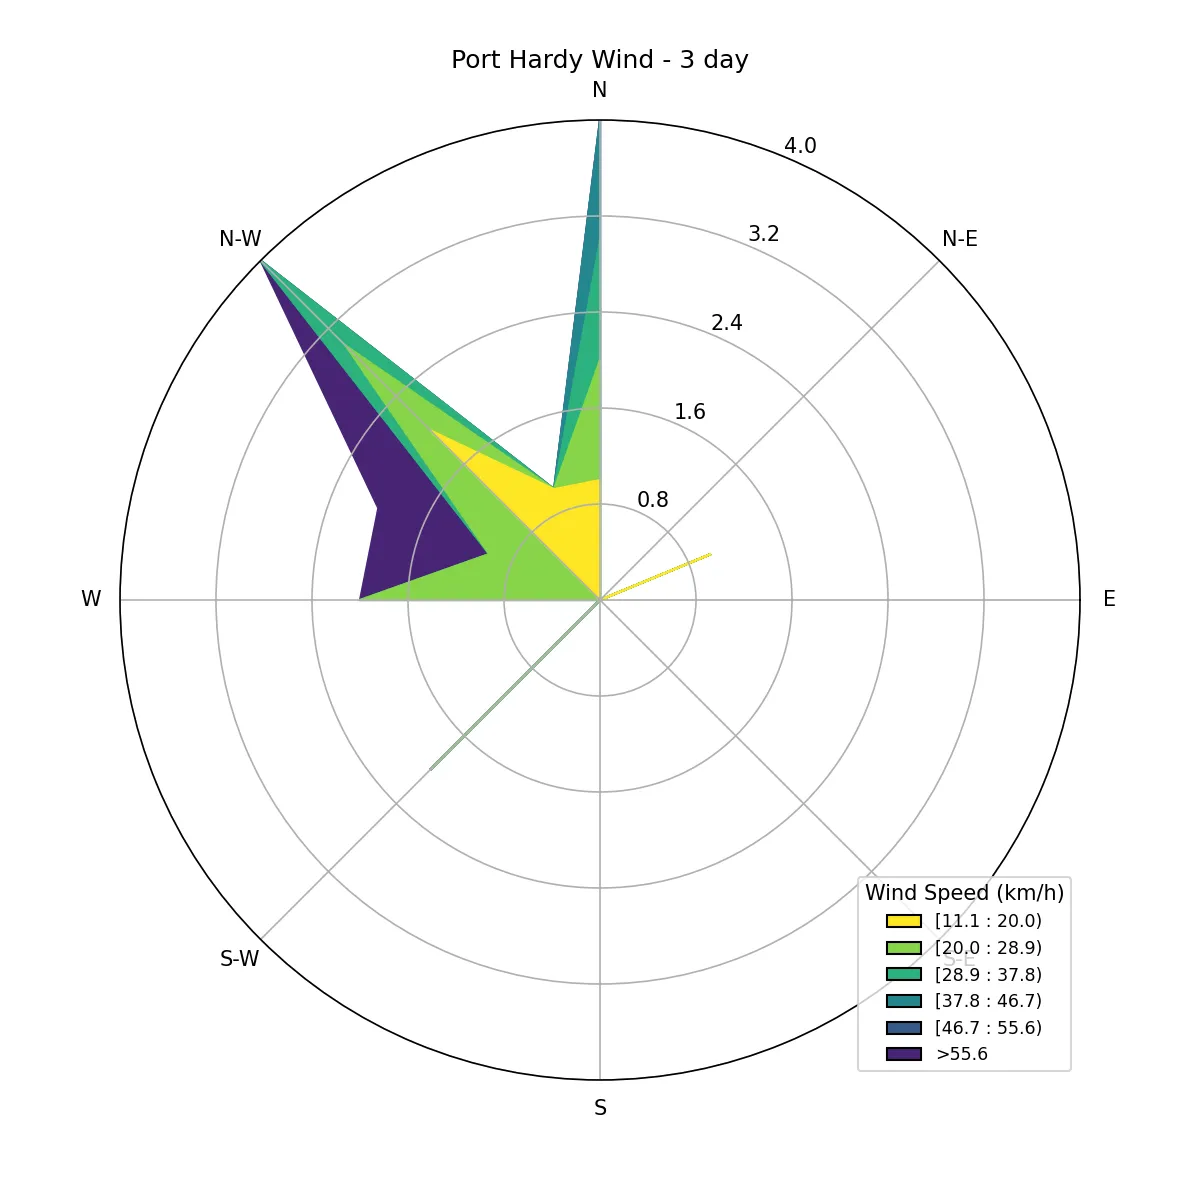 Port Hardy Wind - 3 day
N
4.0
N-W
3.2
N-E
2.4
1.6
0.8
W
E
S-W
S-E
S
Wind Speed (km/h)
[11.1 : 20.0)
[20.0 : 28.9)
[28.9 : 37.8)
[37.8 : 46.7)
[46.7 : 55.6)
>55.6